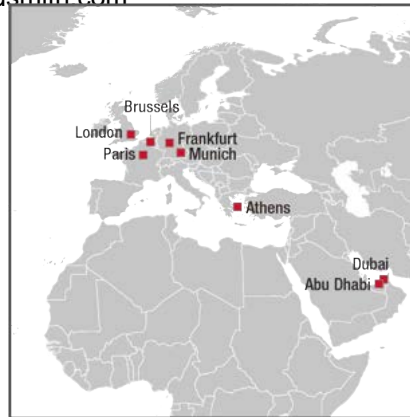 Brussels
London
Frankfurt
Paris
Munich
Athens
Dubai
Abu Dhabi